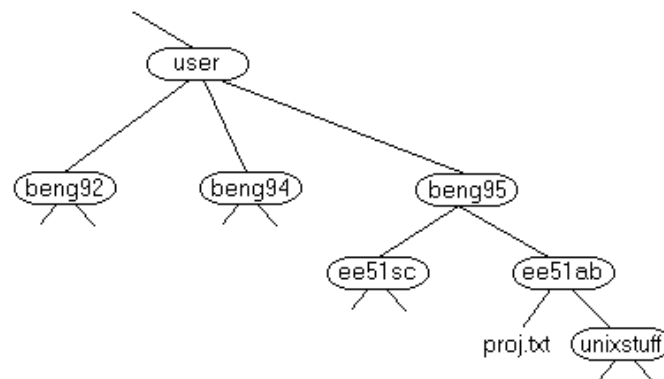 user
beng92 beng94 beng95
ee51sc ee51ab
proj.txt unixstuff